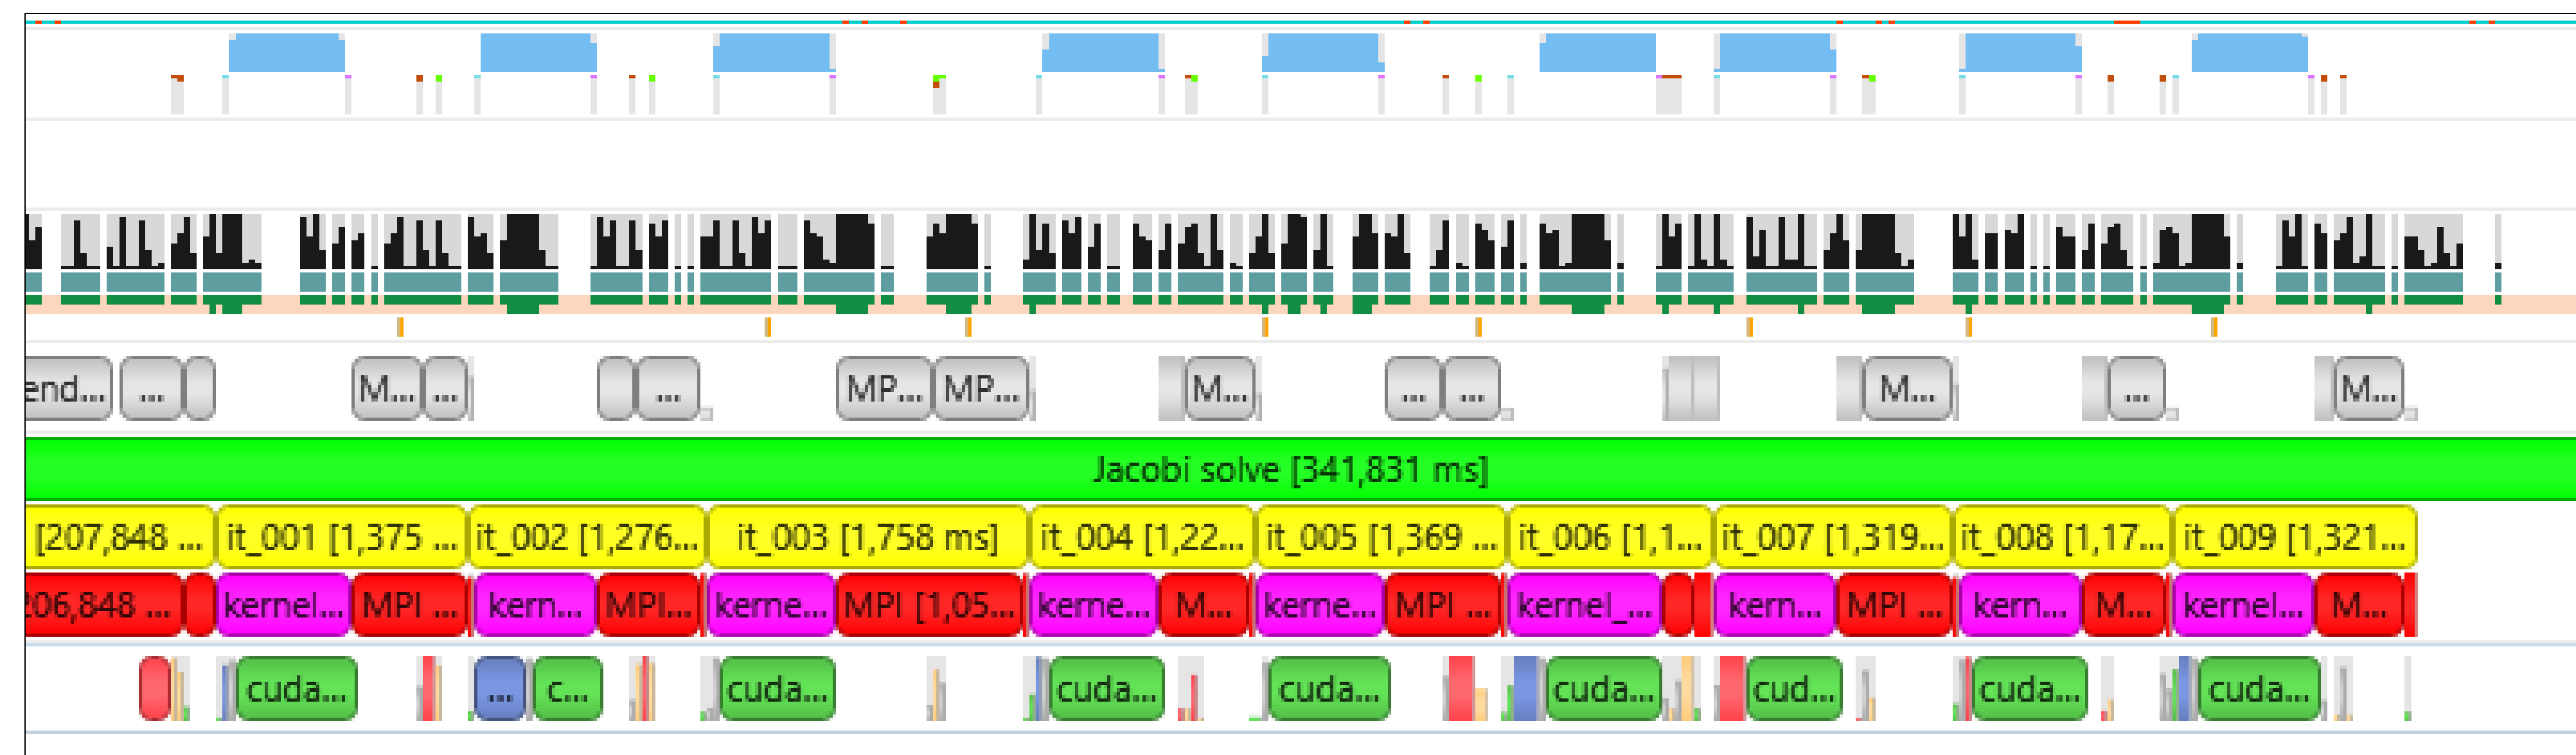 end... ... M... ... ... MP... MP... M... ... ... M... ... M...
Jacobi solve [341,831 ms]
[207,848 ... it_001 [1,375 ... it_002 [1,276... it_003 [1,758 ms] it_004 [1,22... it_005 [1,369 ... it_006 [1,1... it_007 [1,319... it_008 [1,17... it_009 [1,321...
206,848 ... kernel... MPI ... kern... MPI... kerne... MPI [1,05... kerne... M... kerne... MPI ... kernel_... kern... MPI ... kern... M... kernel... M...
cuda... ... c... cuda... cuda... cuda... cuda... cud... cuda... cuda...